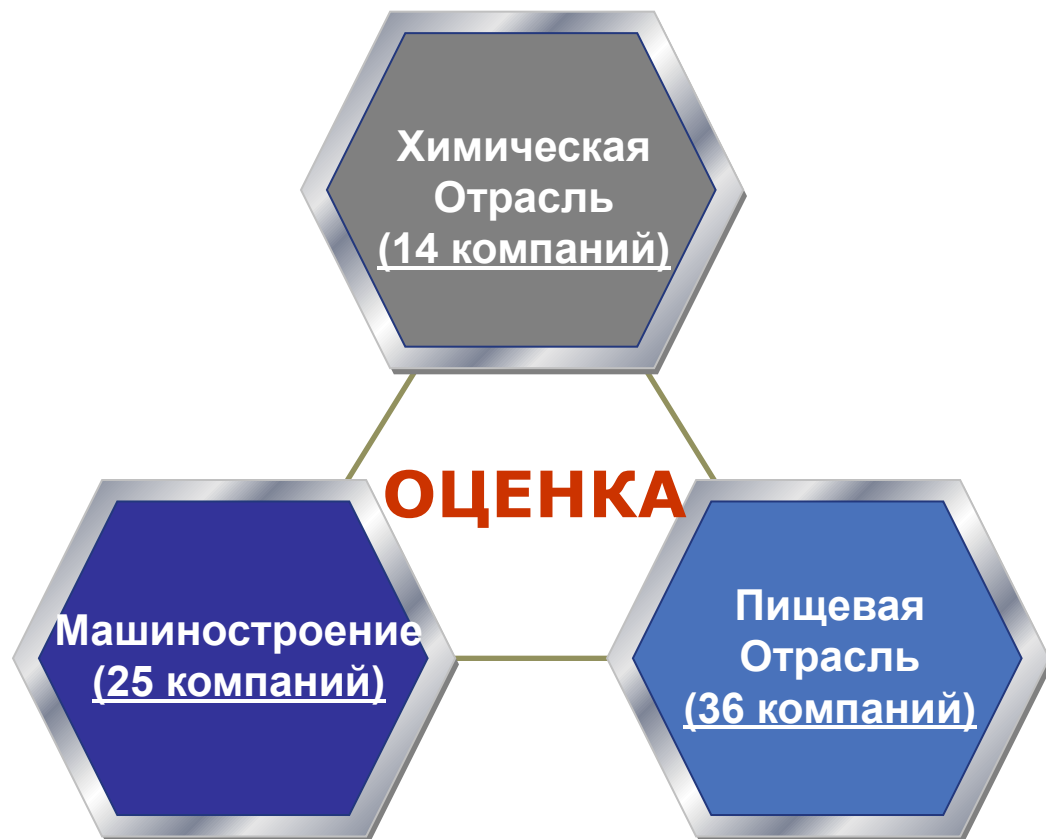 Химическая
Отрасль
(14 компаний)
ОЦЕНКА
Машиностроение
(25 компаний)
Пищевая
Отрасль
(36 компаний)